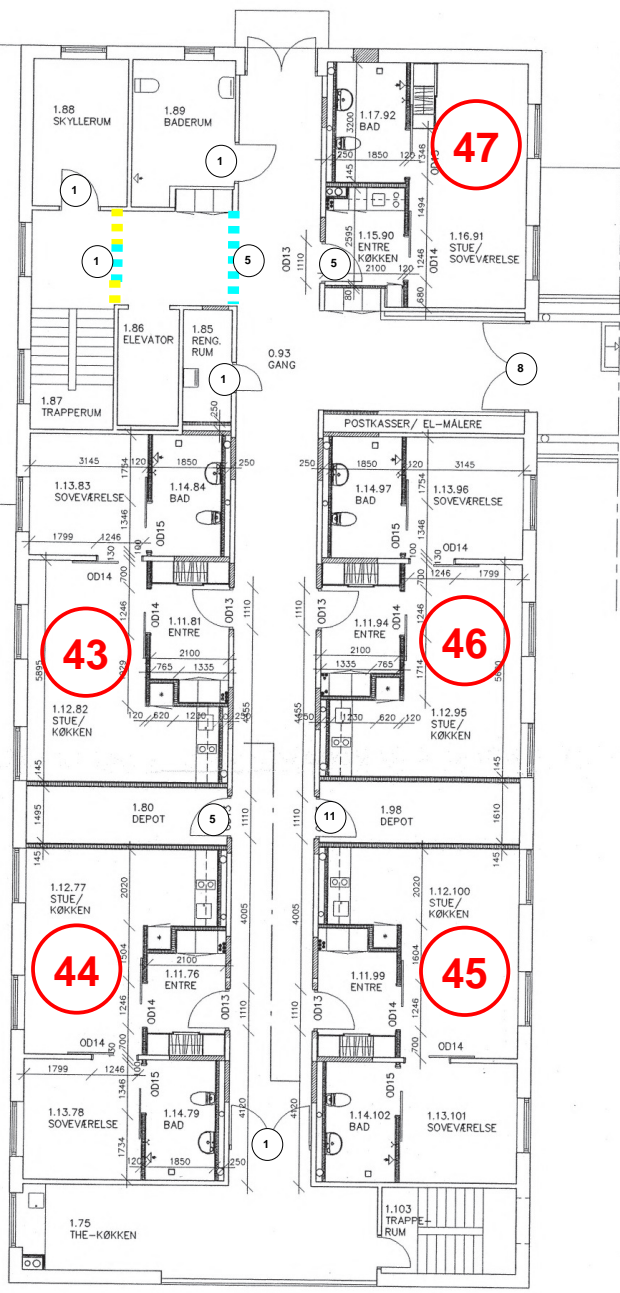 1.88
SKYLLERUM
1.89
BADERUM
1
1
1
5
OD13
1110
5
1.17.92
BAD
3200
250 1850 120
145
OD15
1346
47
1494
1.15.90
ENTRE
KØKKEN
2595
2100 120
80
1246
OD14
680
1.16.91
STUE/
SOVEVÆRELSE
1.86
ELEVATOR
1.85
RENG.
RUM
1
250
0.93
GANG
8
1.87
TRAPPERUM
POSTKASSER/ EL-MÅLERE
3145 120 1850 250
1754
1.13.83
SOVEVÆRELSE
1.14.84
BAD
1346
OD15
1799 1246
130
100
OD14
700
250 1850 120 3145
1754
1.14.97
BAD
1.13.96
SOVEVÆRELSE
1346
OD15
100
130
OD14
1246 1799
700
1246
OD14
1.11.81
ENTRE
OD13
1110
2100
765 1335
43
5895
1.12.82
STUE/
KØKKEN
120 620 1230 250
145
4455
1110
OD13
1.11.94
ENTRE
OD14
1246
2100
1335 765
1714
46
1.12.95
STUE/
KØKKEN
250 1230 620 120
4455
145
1495
1.80
DEPOT
5
1110
1110
11
1.98
DEPOT
1610
145
145
1.12.77
STUE/
KØKKEN
2020
4005
4005
1.12.100
STUE/
KØKKEN
2020
44
1504
2100
1.11.76
ENTRE
1246
OD14
OD13
1110
700
OD14
130
100
1110
OD13
1.11.99
ENTRE
OD14
1604
45
1246
700
OD14
1799 1246
1346
OD15
1.13.78
SOVEVÆRELSE
1.14.79
BAD
1734
120 1850 250
4120
1
4120
OD15
1.14.102
BAD
1.13.101
SOVEVÆRELSE
1.75
THE-KØKKEN
1.103
TRAPPE-
RUM